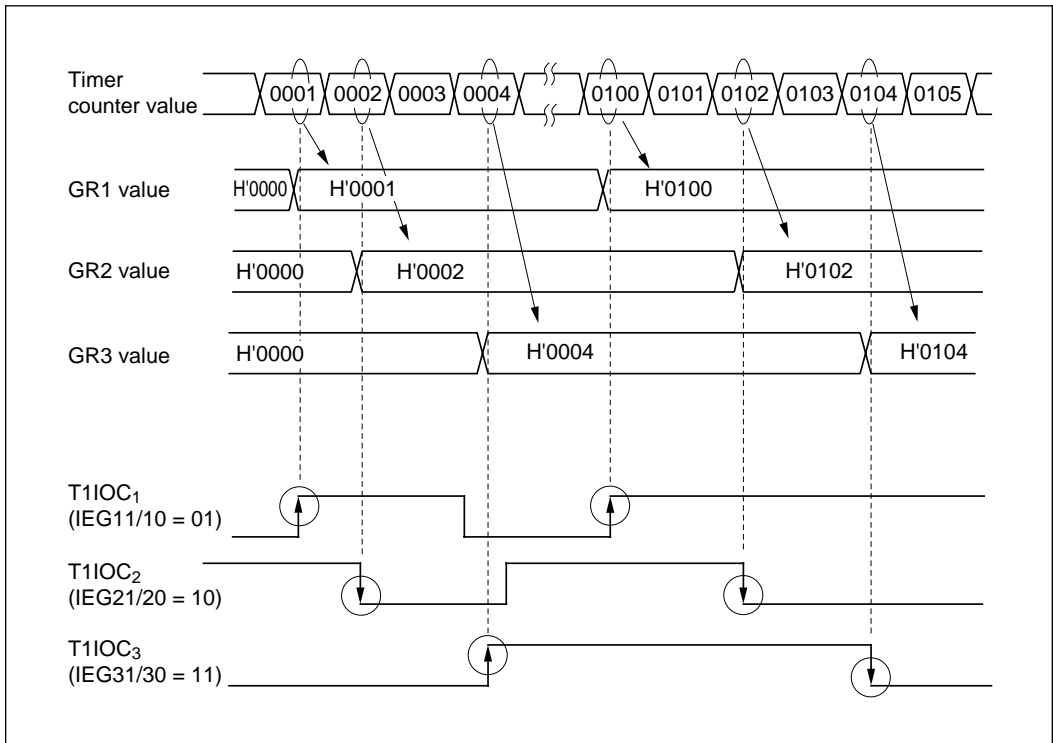 Timer
counter value
0001 0002 0003 0004 0100 0101 0102 0103 0104 0105
GR1 value
H'0000 H'0001 H'0100
GR2 value
H'0000 H'0002 H'0102
GR3 value
H'0000 H'0004 H'0104
T1IOC₁
(IEG11/10 = 01)
T1IOC₂
(IEG21/20 = 10)
T1IOC₃
(IEG31/30 = 11)